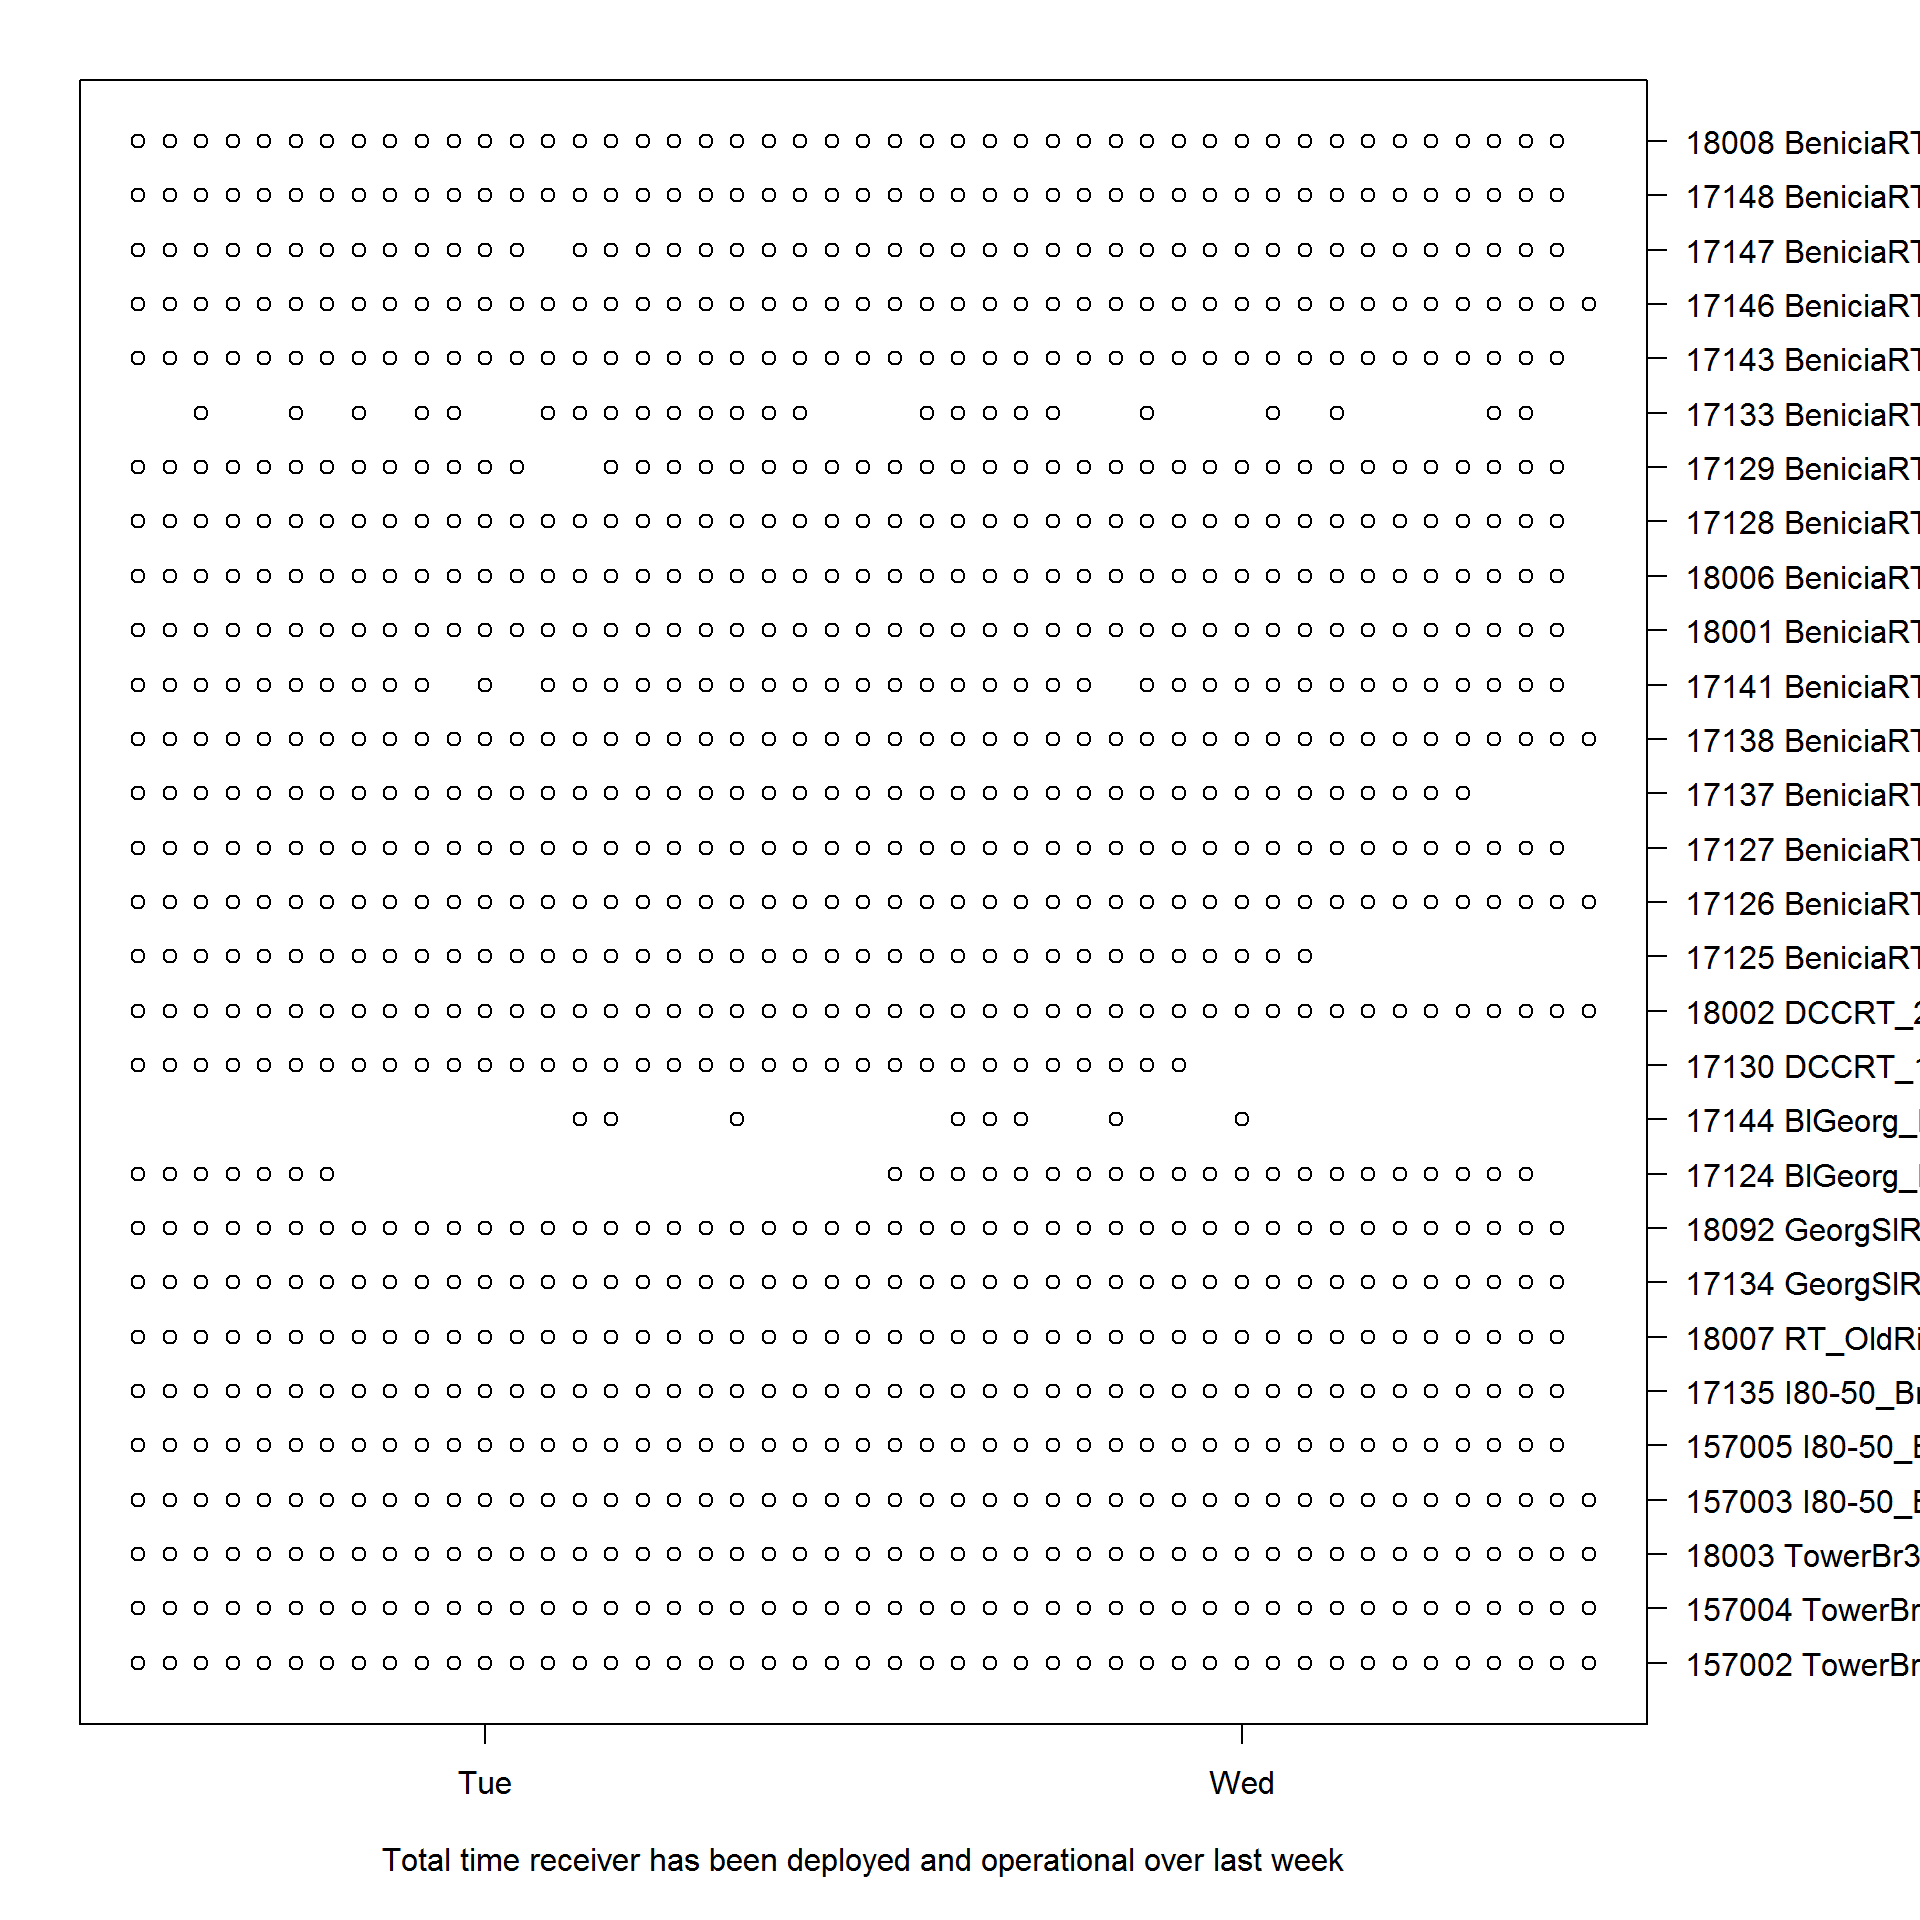 18008 BeniciaRT
17148 BeniciaRT
17147 BeniciaRT
17146 BeniciaRT
17143 BeniciaRT
17133 BeniciaRT
17129 BeniciaRT
17128 BeniciaRT
18006 BeniciaRT
18001 BeniciaRT
17141 BeniciaRT
17138 BeniciaRT
17137 BeniciaRT
17127 BeniciaRT
17126 BeniciaRT
17125 BeniciaRT
18002 DCCRT_2
17130 DCCRT_1
17144 BlGeorg_
17124 BlGeorg_
18092 GeorgSlR
17134 GeorgSlR
18007 RT_OldRi
17135 I80-50_Br
157005 I80-50_B
157003 I80-50_B
18003 TowerBr3
157004 TowerBr
157002 TowerBr
Tue Wed
Total time receiver has been deployed and operational over last week